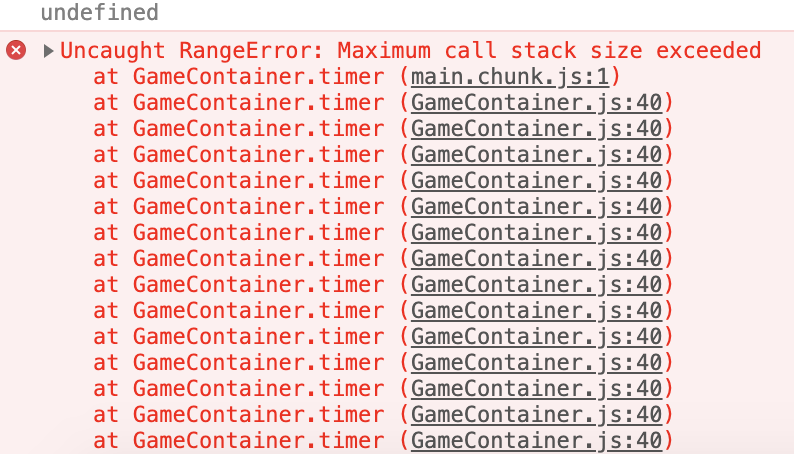 undefined
Uncaught RangeError: Maximum call stack size exceeded
at GameContainer.timer (main.chunk.js:1)
at GameContainer.timer (GameContainer.js:40)
at GameContainer.timer (GameContainer.js:40)
at GameContainer.timer (GameContainer.js:40)
at GameContainer.timer (GameContainer.js:40)
at GameContainer.timer (GameContainer.js:40)
at GameContainer.timer (GameContainer.js:40)
at GameContainer.timer (GameContainer.js:40)
at GameContainer.timer (GameContainer.js:40)
at GameContainer.timer (GameContainer.js:40)
at GameContainer.timer (GameContainer.js:40)
at GameContainer.timer (GameContainer.js:40)
at GameContainer.timer (GameContainer.js:40)
at GameContainer.timer (GameContainer.js:40)
at GameContainer.timer (GameContainer.js:40)